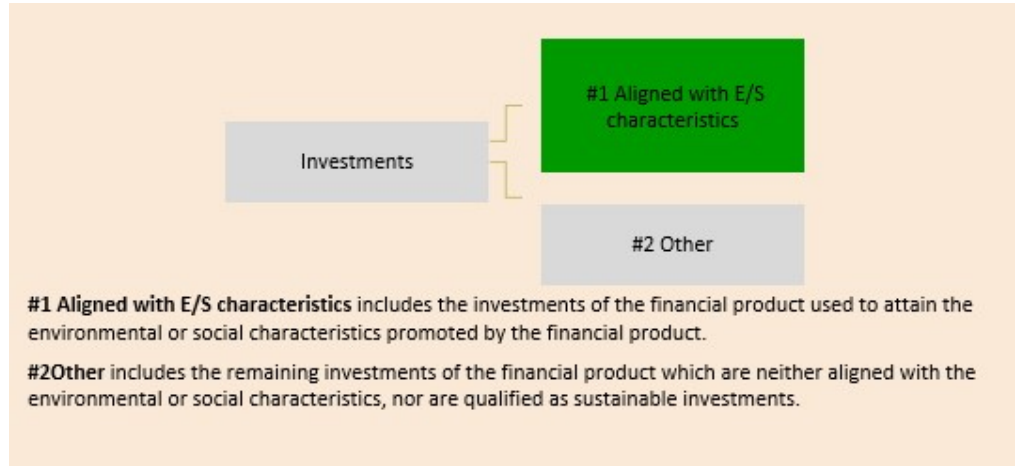 #1 Aligned with E/S
characteristics
Investments
#2 Other
#1 Aligned with E/S characteristics includes the investments of the financial product used to attain the
environmental or social characteristics promoted by the financial product.
#2Other includes the remaining investments of the financial product which are neither aligned with the
environmental or social characteristics, nor are qualified as sustainable investments.